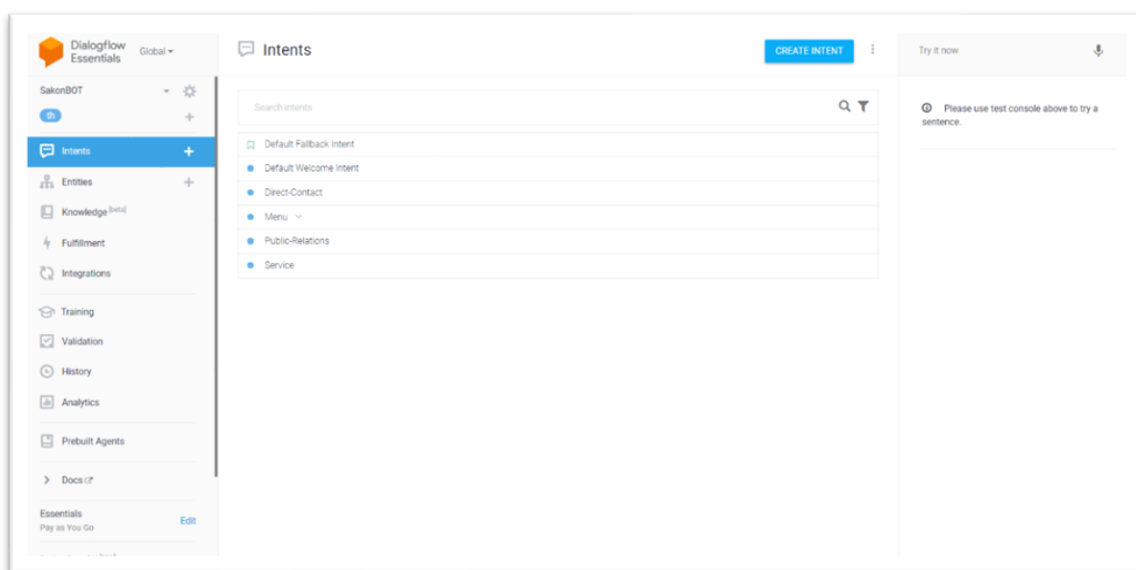 Dialogflow
Essentials
Global
SakonBOT
th
Intents
Entities
Knowledge [beta]
Fulfillment
Integrations
Training
Validation
History
Analytics
Prebuilt Agents
Docs
Essentials
Pay as You Go
Edit
Intents
CREATE INTENT
Search intents
Default Fallback Intent
Default Welcome Intent
Direct-Contact
Menu
Public-Relations
Service
Try it now
Please use test console above to try a
sentence.